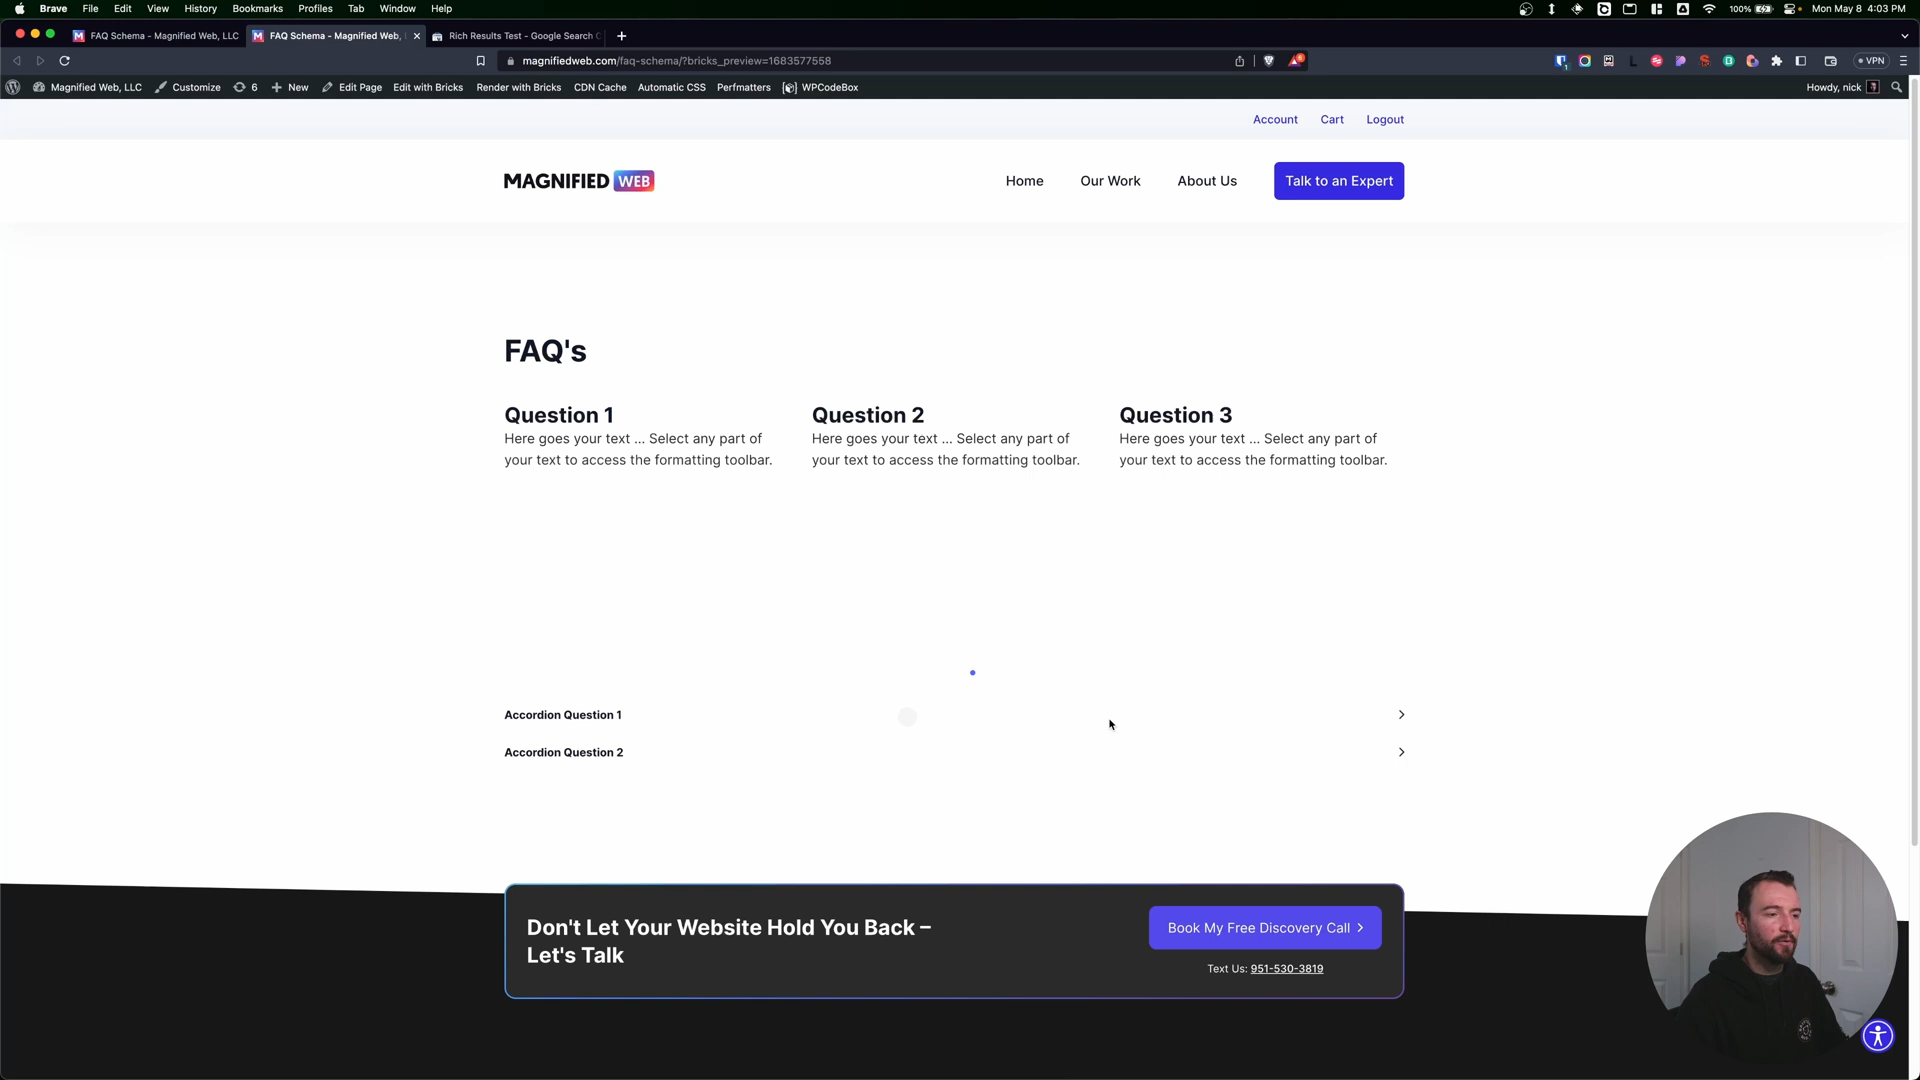 Brave File Edit View History Bookmarks Profiles Tab Window Help
100% Mon May 8 4:03 PM
FAQ Schema - Magnified Web, LLC
FAQ Schema - Magnified Web,
Rich Results Test - Google Search C
magnifiedweb.com/faq-schema/?bricks_preview=1683577558
VPN
Magnified Web, LLC Customize 6 New Edit Page Edit with Bricks Render with Bricks CDN Cache Automatic CSS Perfmatters WPCodeBox
Howdy, nick
Account Cart Logout
MAGNIFIED WEB
Home Our Work About Us Talk to an Expert
FAQ's
Question 1
Here goes your text ... Select any part of
your text to access the formatting toolbar.
Question 2
Here goes your text ... Select any part of
your text to access the formatting toolbar.
Question 3
Here goes your text ... Select any part of
your text to access the formatting toolbar.
Accordion Question 1
Accordion Question 2
Don't Let Your Website Hold You Back –
Let's Talk
Book My Free Discovery Call
Text Us: 951-530-3819